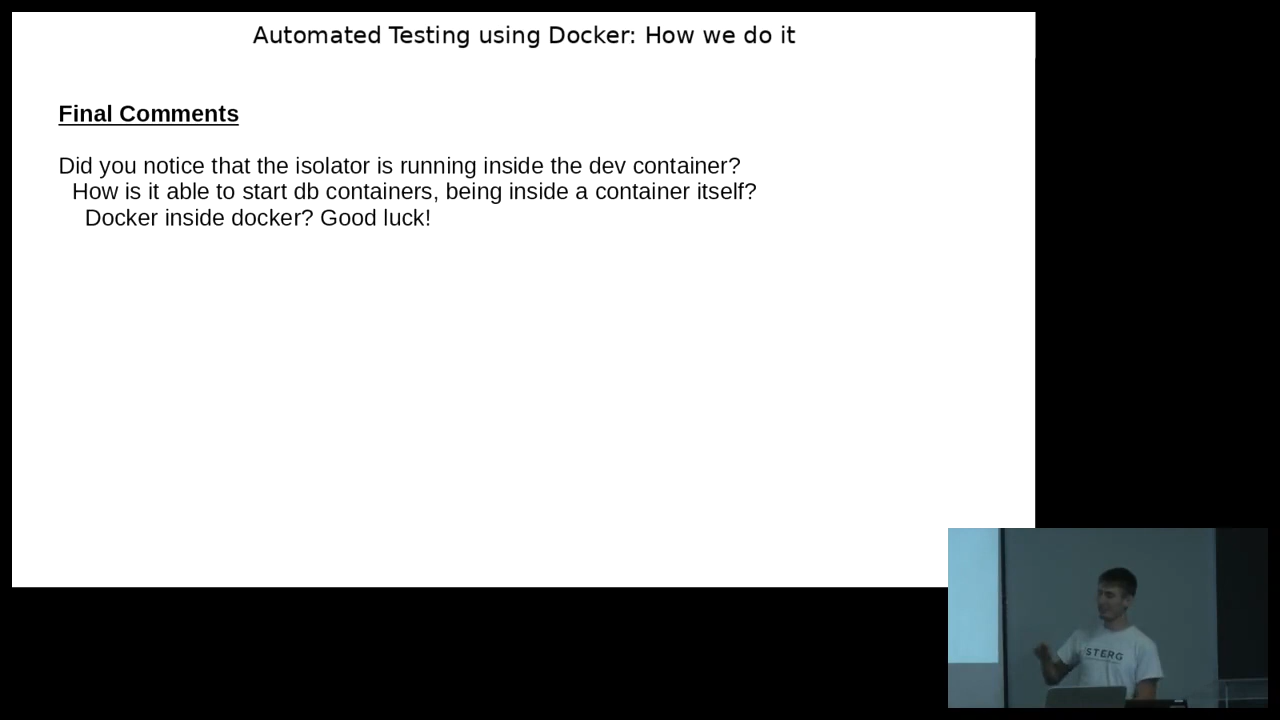 Automated Testing using Docker: How we do it
Final Comments
Did you notice that the isolator is running inside the dev container?
How is it able to start db containers, being inside a container itself?
Docker inside docker? Good luck!
STERG